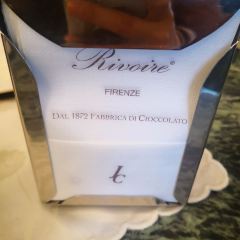 Rivoire®
FIRENZE
DAL 1872 FABBRICA DI CIOCCOLATO